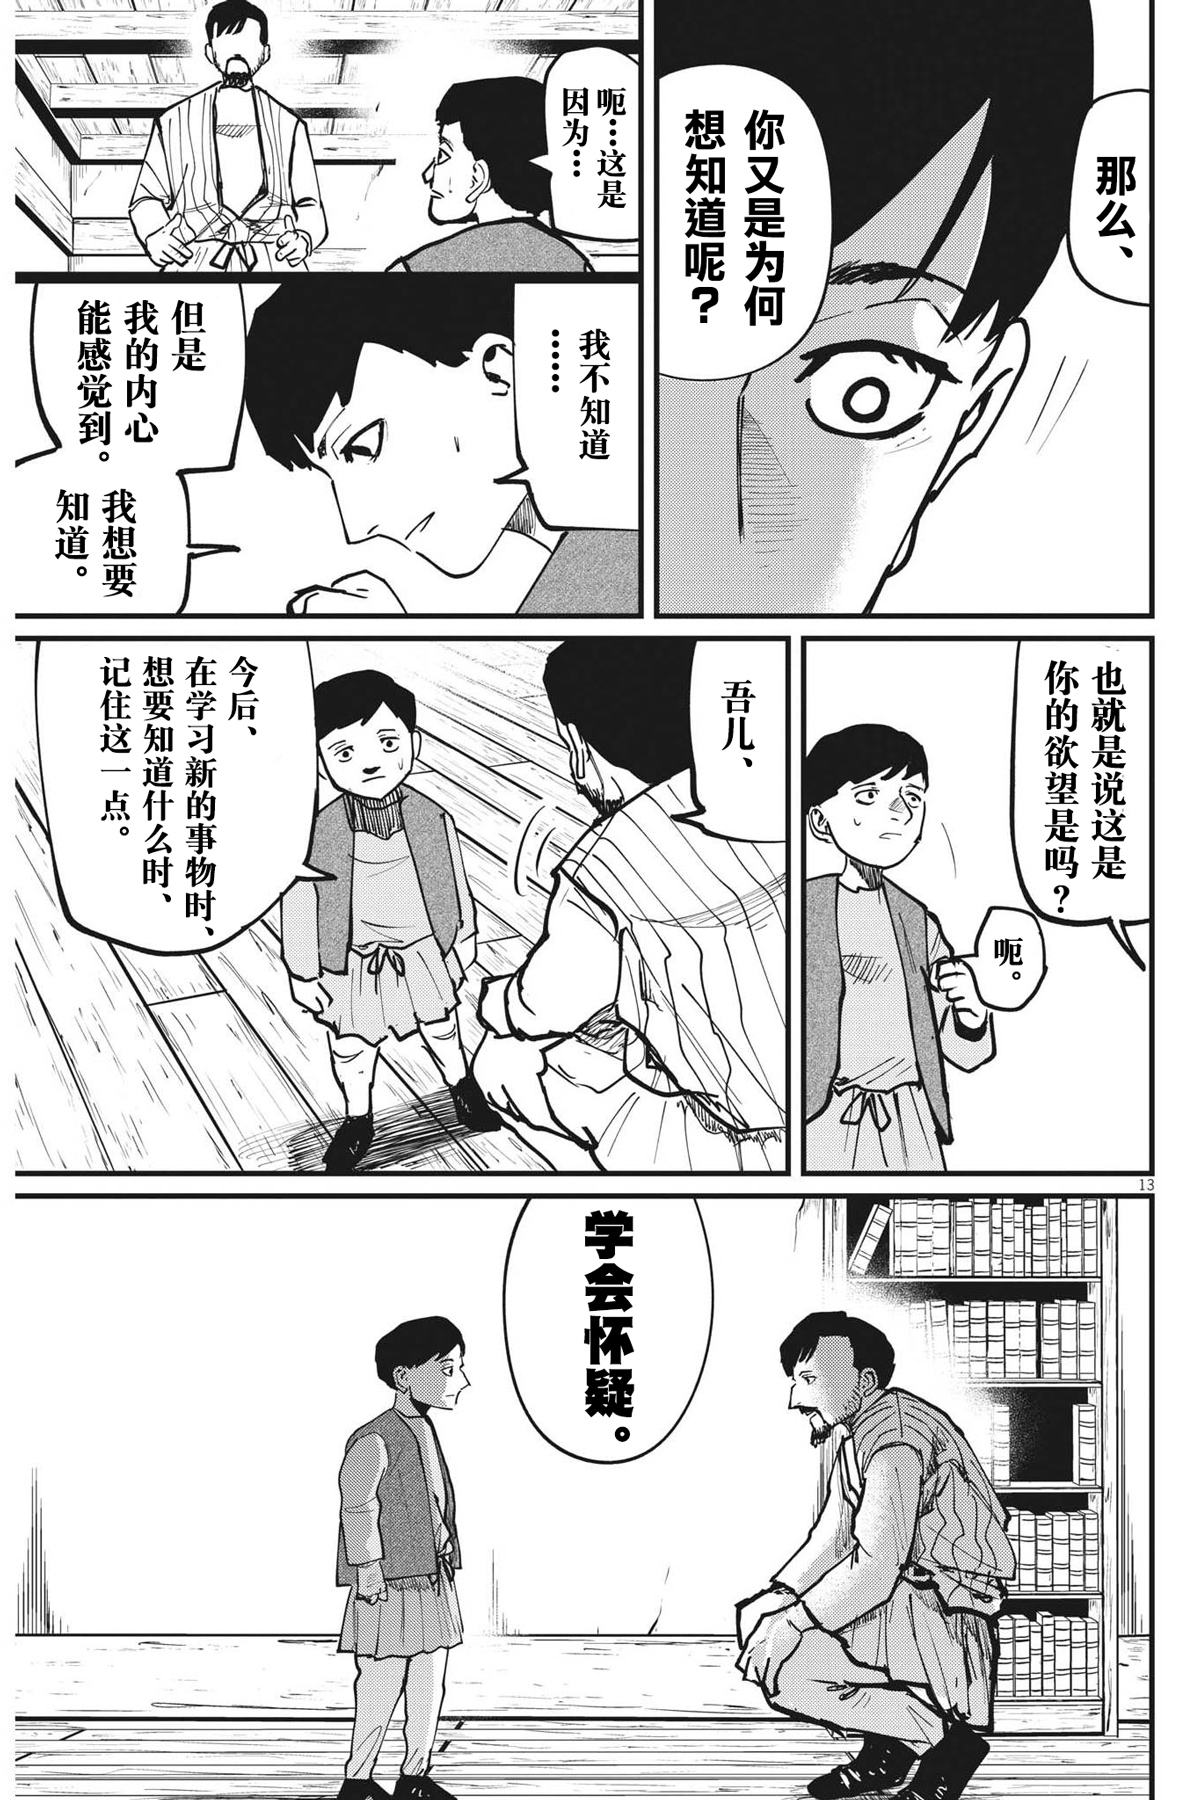 那么、
你又是为何
想知道呢？
呃…这是
因为…
我不知道
……
但是
我的内心
能感觉到。
我想要
知道。
也就是说这是
你的欲望是吗？
呃。
吾儿、
今后、
在学习新的事物时、
想要知道什么时、
记住这一点。
13
学会怀疑。